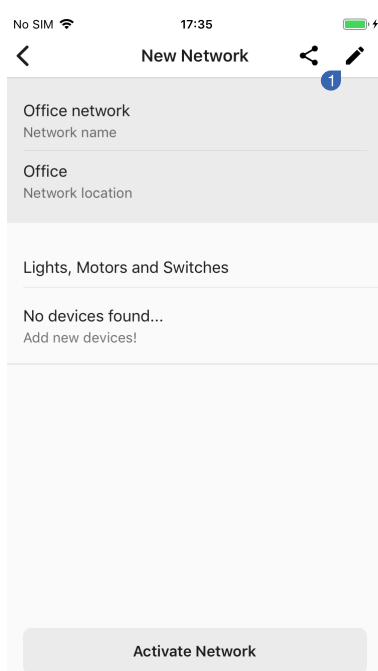 No SIM 17:35
New Network
1
Office network
Network name
Office
Network location
Lights, Motors and Switches
No devices found...
Add new devices!
Activate Network